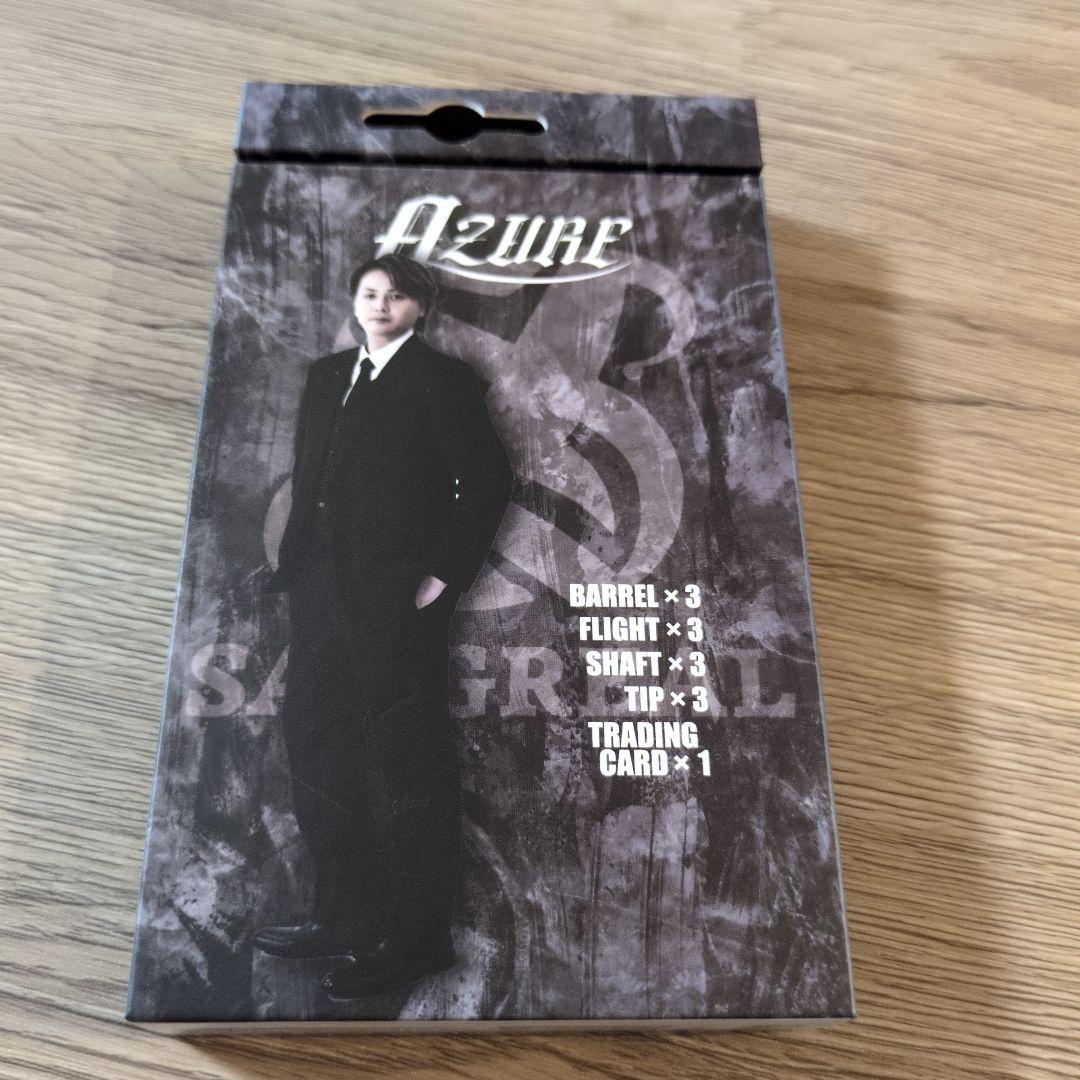 AZURE
BARREL × 3
FLIGHT × 3
SHAFT × 3
TIP × 3
TRADING
CARD × 1